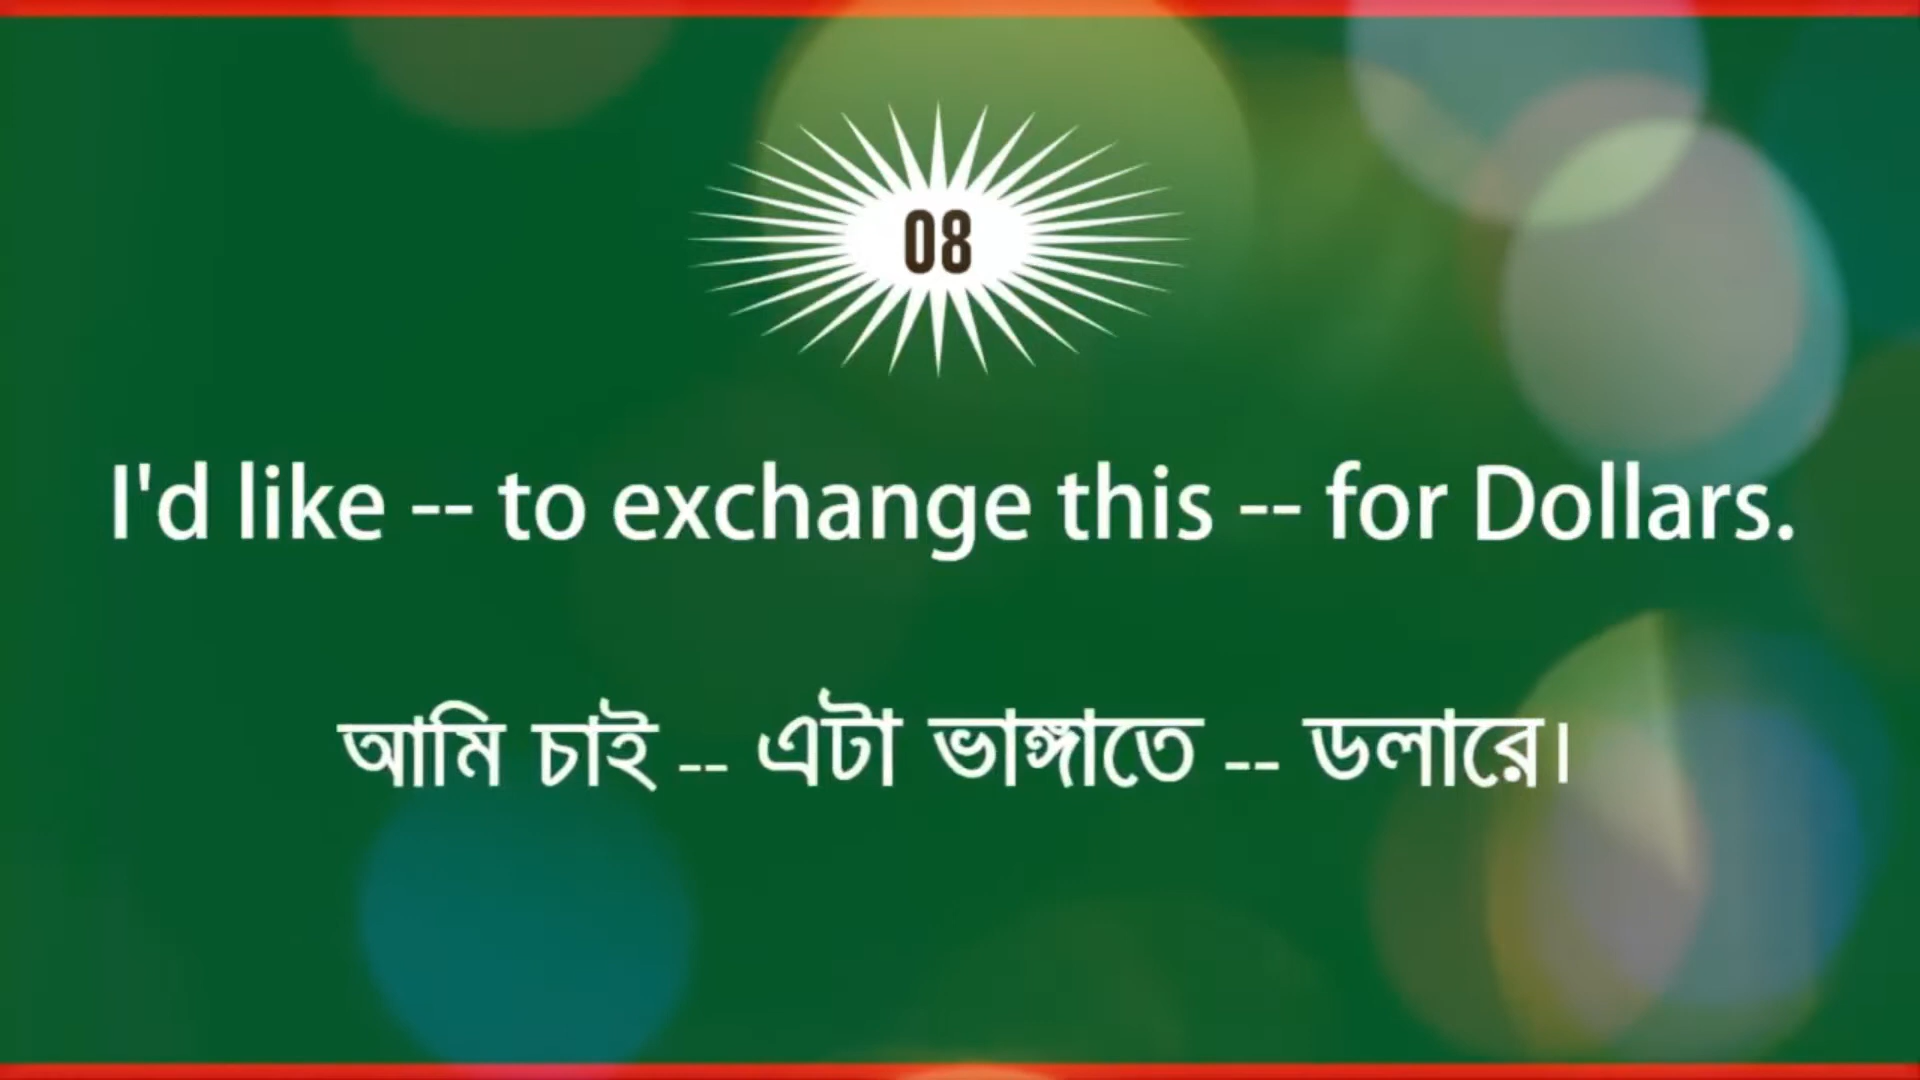 08
I'd like -- to exchange this -- for Dollars.
আমি চাই -- এটা ভাঙ্গাতে -- ডলারে।